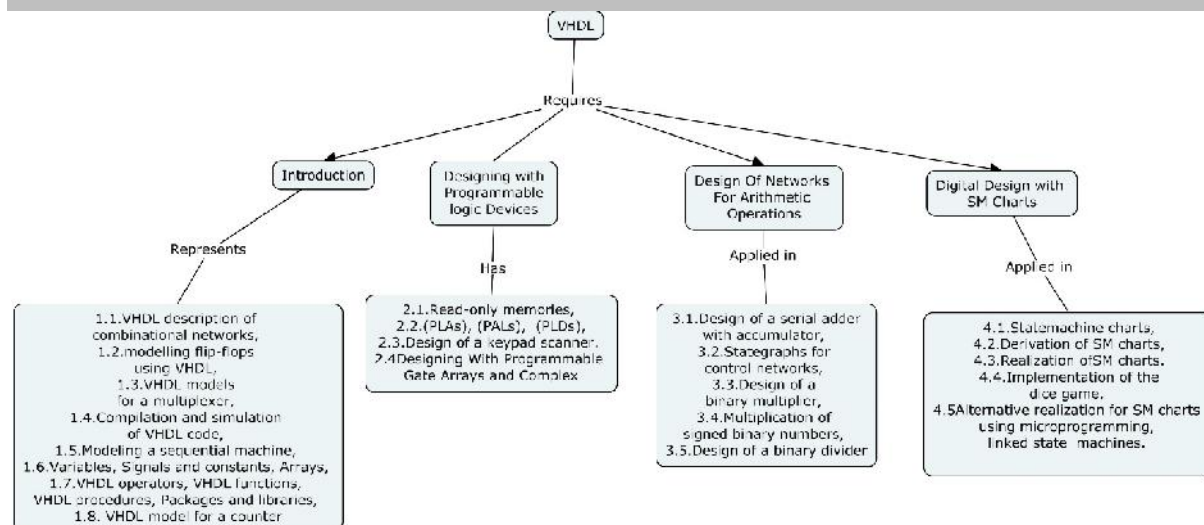 VHDL
Requires
Introduction
Designing with
Programmable
logic Devices
Design Of Networks
For Arithmetic
Operations
Digital Design with
SM Charts
Represents
Has
Applied in
Applied in
1.1.VHDL description of
combinational networks,
1.2.modelling flip-flops
using VHDL,
1.3.VHDL models
for a multiplexer,
1.4.Compilation and simulation
of VHDL code,
1.5.Modeling a sequential machine,
1.6.Variables, Signals and constants, Arrays,
1.7.VHDL operators, VHDL functions,
VHDL procedures, Packages and libraries,
1.8. VHDL model for a counter
2.1.Read-only memories,
2.2.(PLAs), (PALs), (PLDs),
2.3.Design of a keypad scanner.
2.4Designing With Programmable
Gate Arrays and Complex
3.1.Design of a serial adder
with accumulator,
3.2.Stategraphs for
control networks,
3.3.Design of a
binary multiplier,
3.4.Multiplication of
signed binary numbers,
3.5.Design of a binary divider
4.1.Statemachine charts,
4.2.Derivation of SM charts,
4.3.Realization of SM charts.
4.4.Implementation of the
dice game.
4.5Alternative realization for SM charts
using microprogramming,
linked state machines.